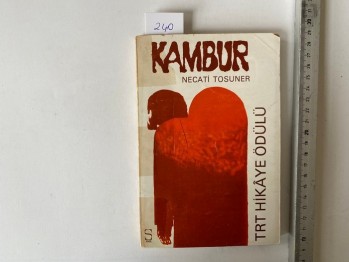 240
KAMBUR
NECATİ TOSUNER
TRT HİKÂYE ÖDÜLÜ